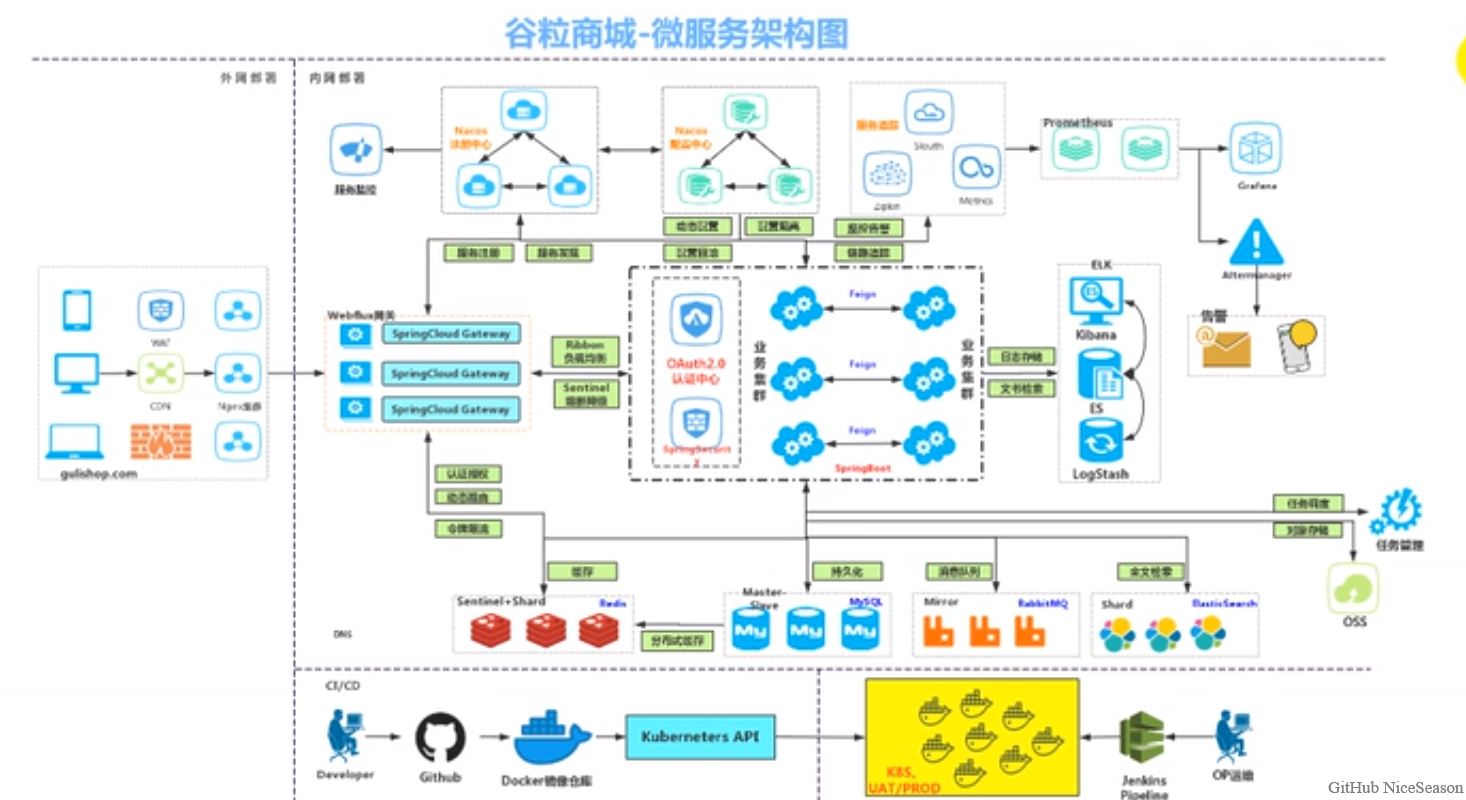 谷粒商城-微服务架构图
外网部署
内网部署
Nacos
注册中心
Nacos
配置中心
服务追踪
Slouth
Zipkin
Metrics
Prometheus
Grafana
服务监控
动态配置
配置隔离
监控告警
服务注册
服务发现
配置回滚
链路追踪
Altermanager
告警
Webflux网关
SpringCloud Gateway
SpringCloud Gateway
SpringCloud Gateway
Ribbon
负载均衡
Sentinel
熔断降级
OAuth2.0
认证中心
业务集群
Feign
Feign
Feign
业务集群
SpringBoot
日志存储
文书检索
ELK
Kibana
ES
LogStash
WAF
CDN
Nginx集群
gulishop.com
认证授权
动态路由
令牌限流
任务调度
对象存储
任务管理
OSS
缓存
持久化
消息队列
全文检索
Sentinel+Shard
Redis
Master-
Slave
MySQL
Mirror
RabbitMQ
Shard
ElasticSearch
分布式缓存
DNS
CI/CD
Developer
Github
Docker镜像仓库
Kuberneters API
K8S、
UAT/PROD
Jenkins
Pipeline
OP运维
GitHub NiceSeason